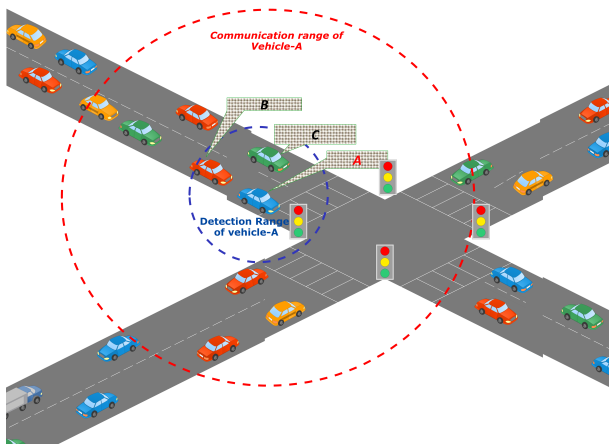 Communication range of
Vehicle-A
B
C
A
Detection Range
of vehicle-A